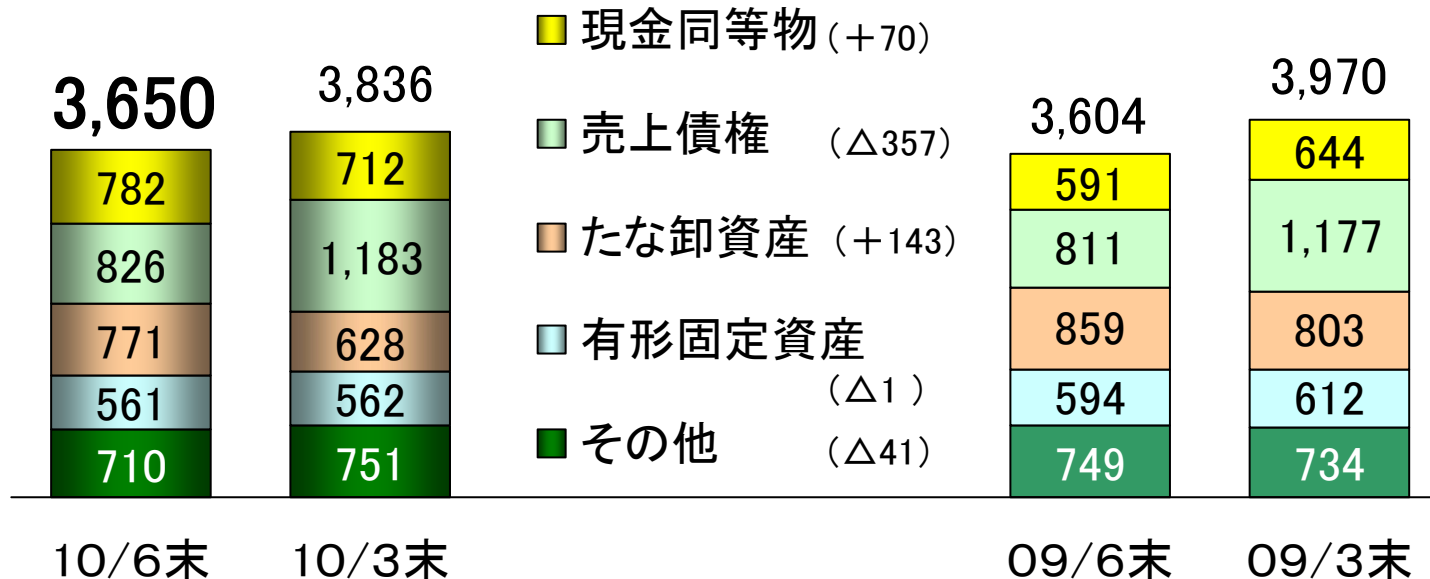 現金同等物(+70)
3,650
3,836
3,604
3,970
売上債権 (△357)
782
712
591
644
826
1,183
811
1,177
たな卸資産 (+143)
771
628
859
803
有形固定資産
(△1 )
561
562
594
612
その他 (△41)
710
751
749
734
10/6末
10/3末
09/6末
09/3末